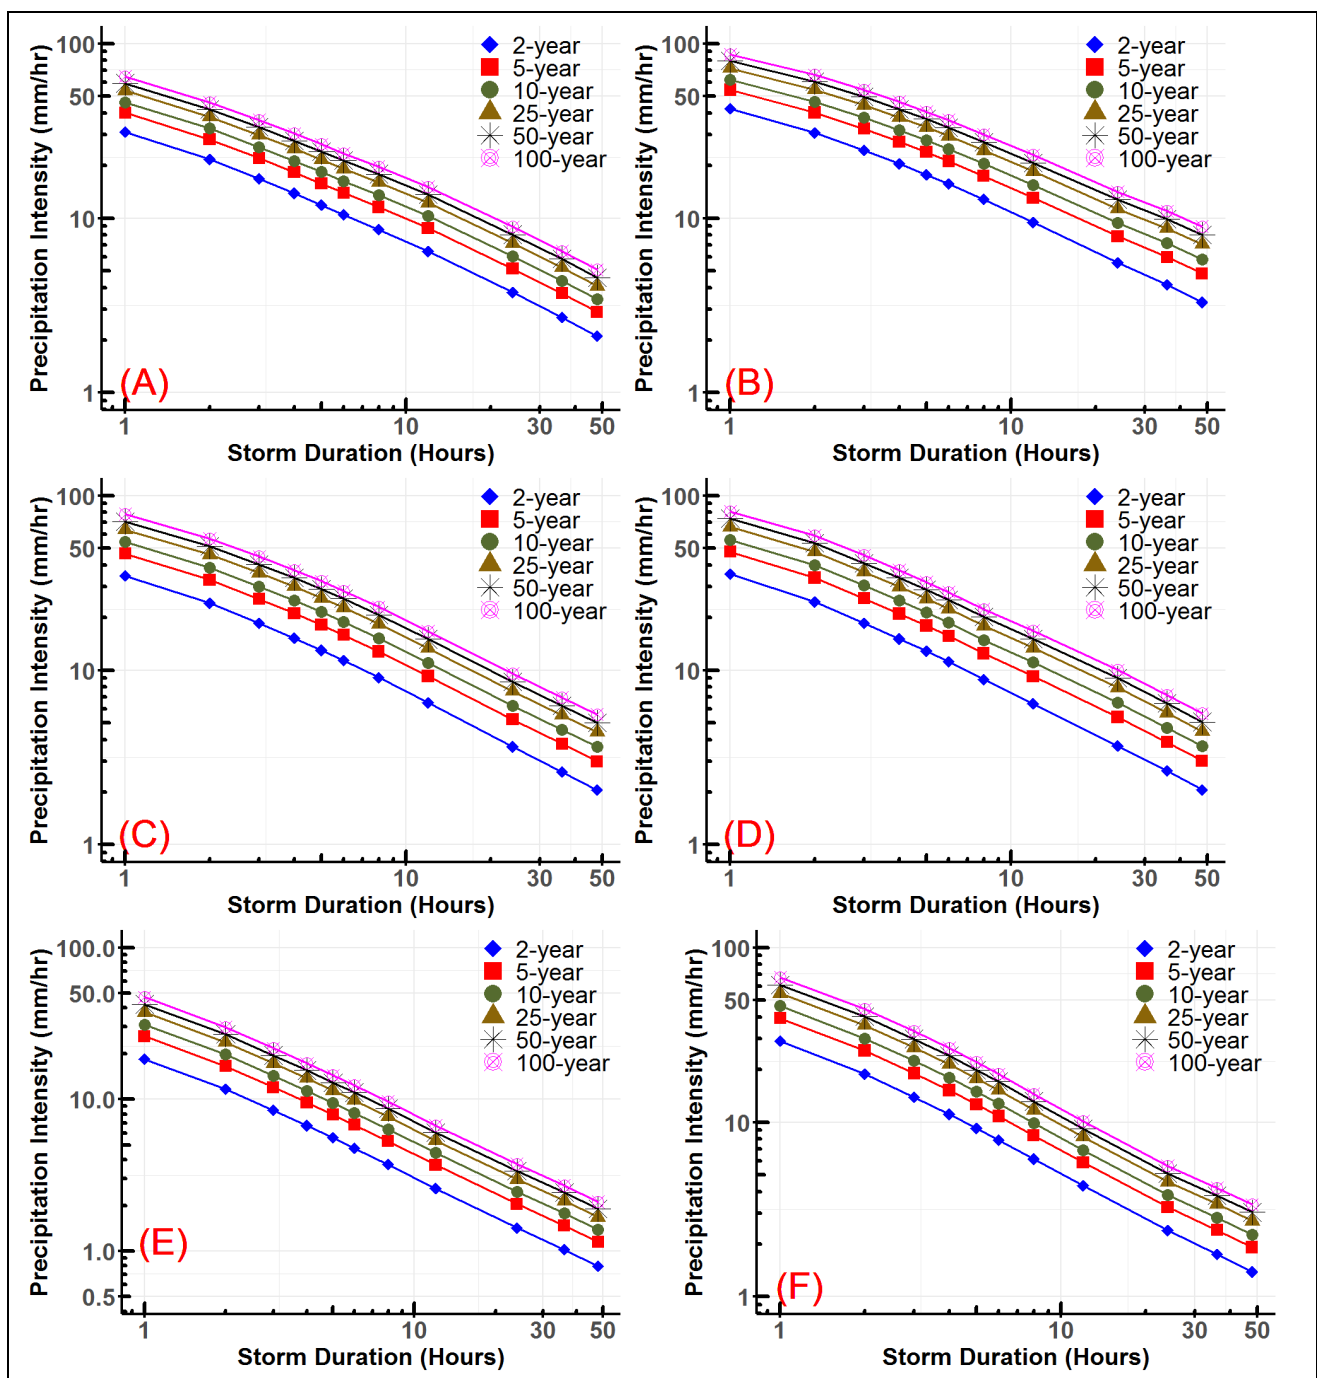 100
50
10
1
Precipitation Intensity (mm/hr)
2-year
5-year
10-year
25-year
50-year
100-year
(A)
1 10 30 50
Storm Duration (Hours)
100
50
10
1
Precipitation Intensity (mm/hr)
2-year
5-year
10-year
25-year
50-year
100-year
(B)
1 10 30 50
Storm Duration (Hours)
100
50
10
1
Precipitation Intensity (mm/hr)
2-year
5-year
10-year
25-year
50-year
100-year
(C)
1 10 30 50
Storm Duration (Hours)
100
50
10
1
Precipitation Intensity (mm/hr)
2-year
5-year
10-year
25-year
50-year
100-year
(D)
1 10 30 50
Storm Duration (Hours)
100.0
50.0
10.0
1.0
0.5
Precipitation Intensity (mm/hr)
2-year
5-year
10-year
25-year
50-year
100-year
(E)
1 10 30 50
Storm Duration (Hours)
100
50
10
1
Precipitation Intensity (mm/hr)
2-year
5-year
10-year
25-year
50-year
100-year
(F)
1 10 30 50
Storm Duration (Hours)